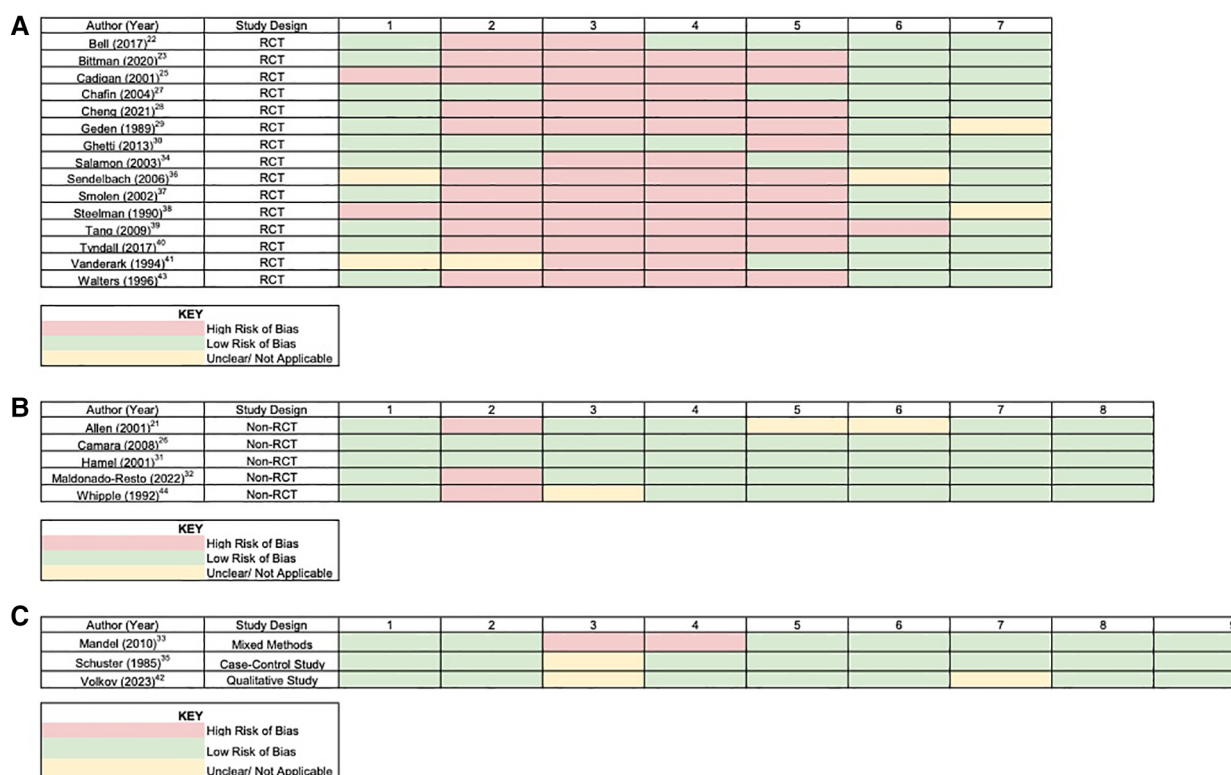 A
Author (Year) Study Design 1 2 3 4 5 6 7
Bell (2017)22 RCT
Bittman (2020)23 RCT
Cadigan (2001)25 RCT
Chafin (2004)27 RCT
Cheng (2021)28 RCT
Geden (1989)29 RCT
Ghetti (2013)30 RCT
Salamon (2003)34 RCT
Sendelbach (2006)36 RCT
Smolen (2002)37 RCT
Steelman (1990)38 RCT
Tang (2009)39 RCT
Tyndall (2017)40 RCT
Vanderark (1994)41 RCT
Walters (1996)43 RCT
KEY
High Risk of Bias
Low Risk of Bias
Unclear/ Not Applicable
B
Author (Year) Study Design 1 2 3 4 5 6 7 8
Allen (2001)21 Non-RCT
Camara (2008)26 Non-RCT
Hamel (2001)31 Non-RCT
Maldonado-Resto (2022)32 Non-RCT
Whipple (1992)44 Non-RCT
KEY
High Risk of Bias
Low Risk of Bias
Unclear/ Not Applicable
C
Author (Year) Study Design 1 2 3 4 5 6 7 8
Mandel (2010)33 Mixed Methods
Schuster (1985)35 Case-Control Study
Volkov (2023)42 Qualitative Study
KEY
High Risk of Bias
Low Risk of Bias
Unclear/ Not Applicable